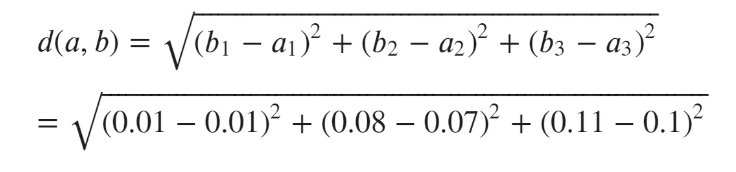 d(a, b) = √(b₁ − a₁)² + (b₂ − a₂)² + (b₃ − a₃)²
= √(0.01 − 0.01)² + (0.08 − 0.07)² + (0.11 − 0.1)²